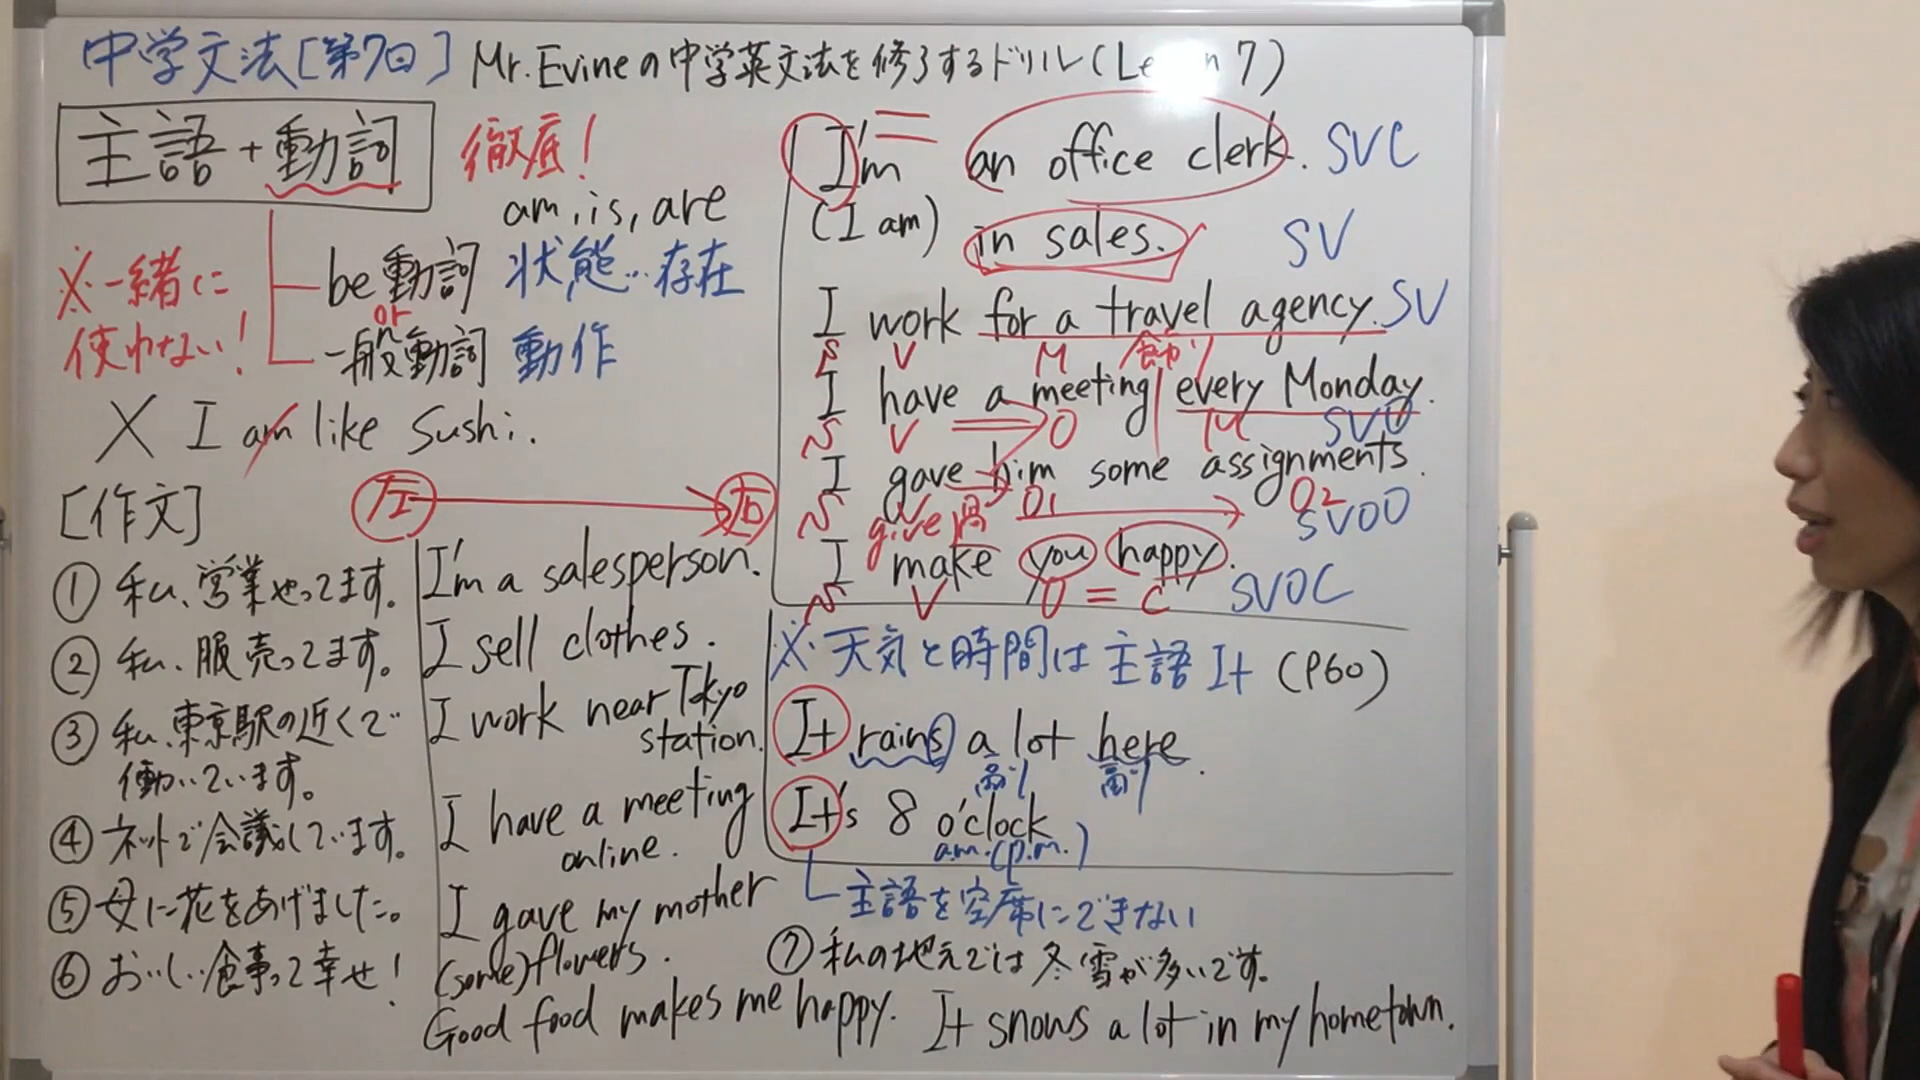 中学文法[第7回] Mr.Evineの中学英文法を修了するドリル(Le n 7)
主語+動詞 徹底!
am, is, are
※一緒に
使わない!
be動詞 状態…存在
or
一般動詞 動作
X I am like sushi.
[作文] 左 右
① 私、営業やってます。 I'm a salesperson.
② 私、服売ってます。 I sell clothes.
③ 私、東京駅の近くで I work near Tokyo
働いています。 station.
④ ネットで会議しています。 I have a meeting
online.
⑤ 母に花をあげました。 I gave my mother
(some) flowers.
⑥ おいしい食事って幸せ!
Good food makes me happy.
I'm an office clerk. SVC
(I am) in sales. SV
I work for a travel agency. SV
S V M
I have a meeting every Monday.
S V O M SVO
I gave him some assignments.
S V O1 O2 SVOO
give 過
I make you happy.
S V O = C SVOC
※天気と時間は主語 It (P60)
It rains a lot here.
副 副
It's 8 o'clock
a.m. (p.m.)
主語を空席にできない
⑦ 私の地元では冬雪が多いです。
It snows a lot in my hometown.